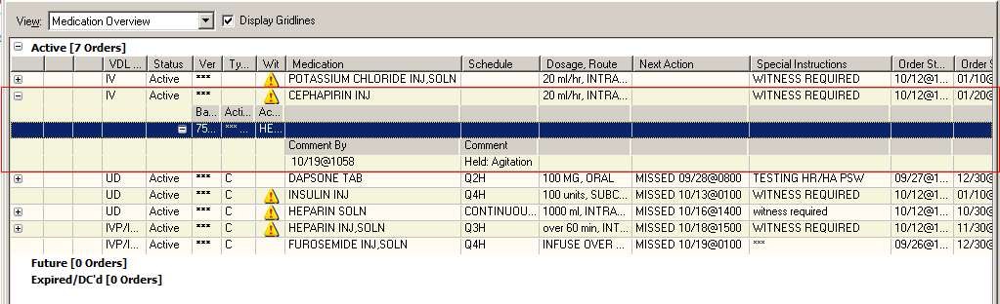 View: Medication Overview Display Gridlines
Active [7 Orders]
VDL ... Status Ver Ty... Wit Medication Schedule Dosage, Route Next Action Special Instructions Order St... Order S
IV Active *** POTASSIUM CHLORIDE INJ,SOLN 20 ml/hr, INTRA... WITNESS REQUIRED 10/12@1... 01/10@
IV Active *** CEPHAPIRIN INJ 20 ml/hr, INTRA... WITNESS REQUIRED 10/12@1... 01/20@
Ba... Acti... Ac...
75... *** ... HE...
Comment By Comment
10/19@1058 Held: Agitation
UD Active *** C DAPSONE TAB Q2H 100 MG, ORAL MISSED 09/28@0800 TESTING HR/HA PSW 09/27@1... 12/30@
UD Active *** INSULIN INJ Q4H 100 units, SUBC... MISSED 10/13@0100 WITNESS REQUIRED 10/12@1... 01/10@
UD Active *** C HEPARIN SOLN CONTINUOU... 1000 ml, INTRA... MISSED 10/16@1400 witness required 10/12@1... 10/30@
IVP/I... Active *** C HEPARIN INJ,SOLN Q3H over 60 min, INT... MISSED 10/18@1500 WITNESS REQUIRED 10/12@1... 11/30@
IVP/I... Active *** C FUROSEMIDE INJ,SOLN Q4H INFUSE OVER ... MISSED 10/19@0100 *** 09/26@1... 12/30@
Future [0 Orders]
Expired/DC'd [0 Orders]